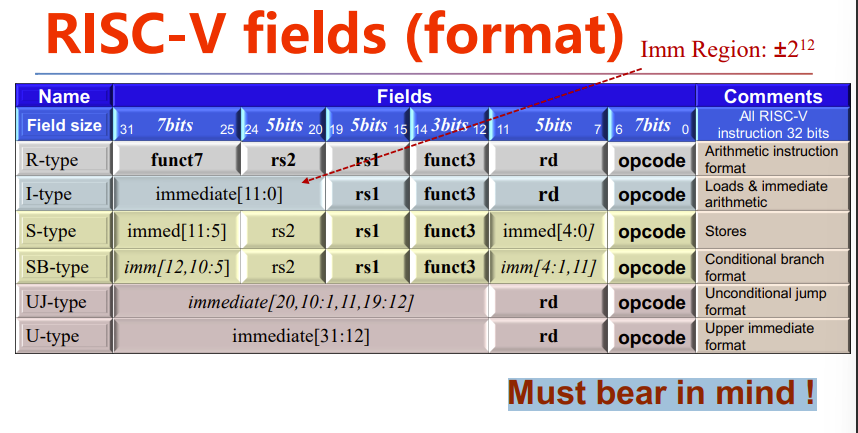 RISC-V fields (format) Imm Region: ±2¹²
Name Fields Comments
Field size 31 7bits 25 24 5bits 20 19 5bits 15 14 3bits 12 11 5bits 7 6 7bits 0 All RISC-V instruction 32 bits
R-type funct7 rs2 rs1 funct3 rd opcode Arithmetic instruction format
I-type immediate[11:0] rs1 funct3 rd opcode Loads & immediate arithmetic
S-type immed[11:5] rs2 rs1 funct3 immed[4:0] opcode Stores
SB-type imm[12,10:5] rs2 rs1 funct3 imm[4:1,11] opcode Conditional branch format
UJ-type immediate[20,10:1,11,19:12] rd opcode Unconditional jump format
U-type immediate[31:12] rd opcode Upper immediate format
Must bear in mind !